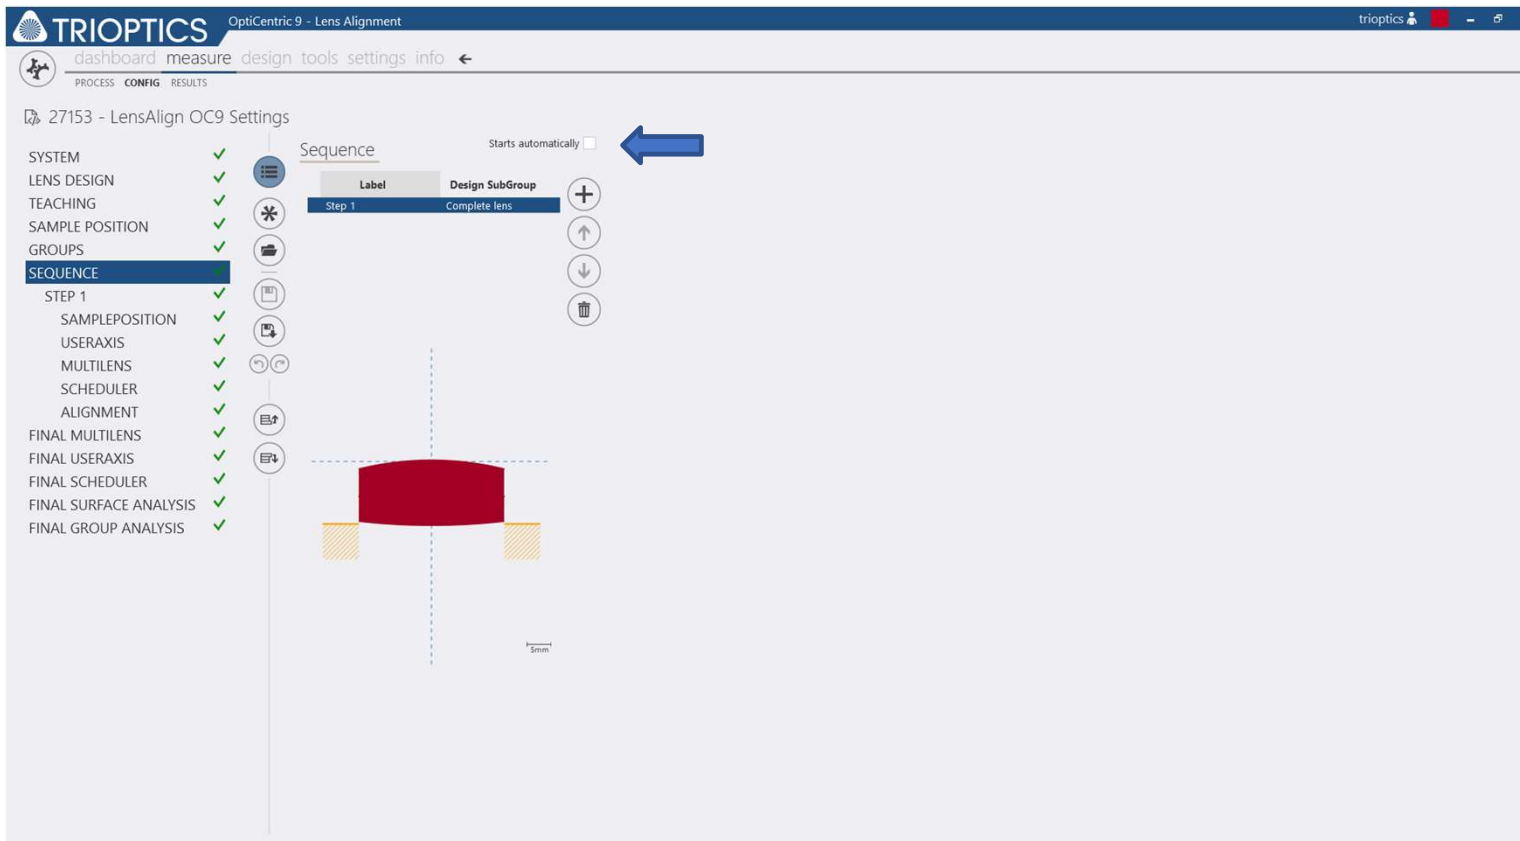 TRIOPTICS
OptiCentric 9 - Lens Alignment
trioptics
dashboard measure design tools settings info
PROCESS CONFIG RESULTS
27153 - LensAlign OC9 Settings
SYSTEM
LENS DESIGN
TEACHING
SAMPLE POSITION
GROUPS
SEQUENCE
STEP 1
SAMPLEPOSITION
USERAXIS
MULTILENS
SCHEDULER
ALIGNMENT
FINAL MULTILENS
FINAL USERAXIS
FINAL SCHEDULER
FINAL SURFACE ANALYSIS
FINAL GROUP ANALYSIS
Sequence
Starts automatically
Label Design SubGroup
Step 1 Complete lens
5mm